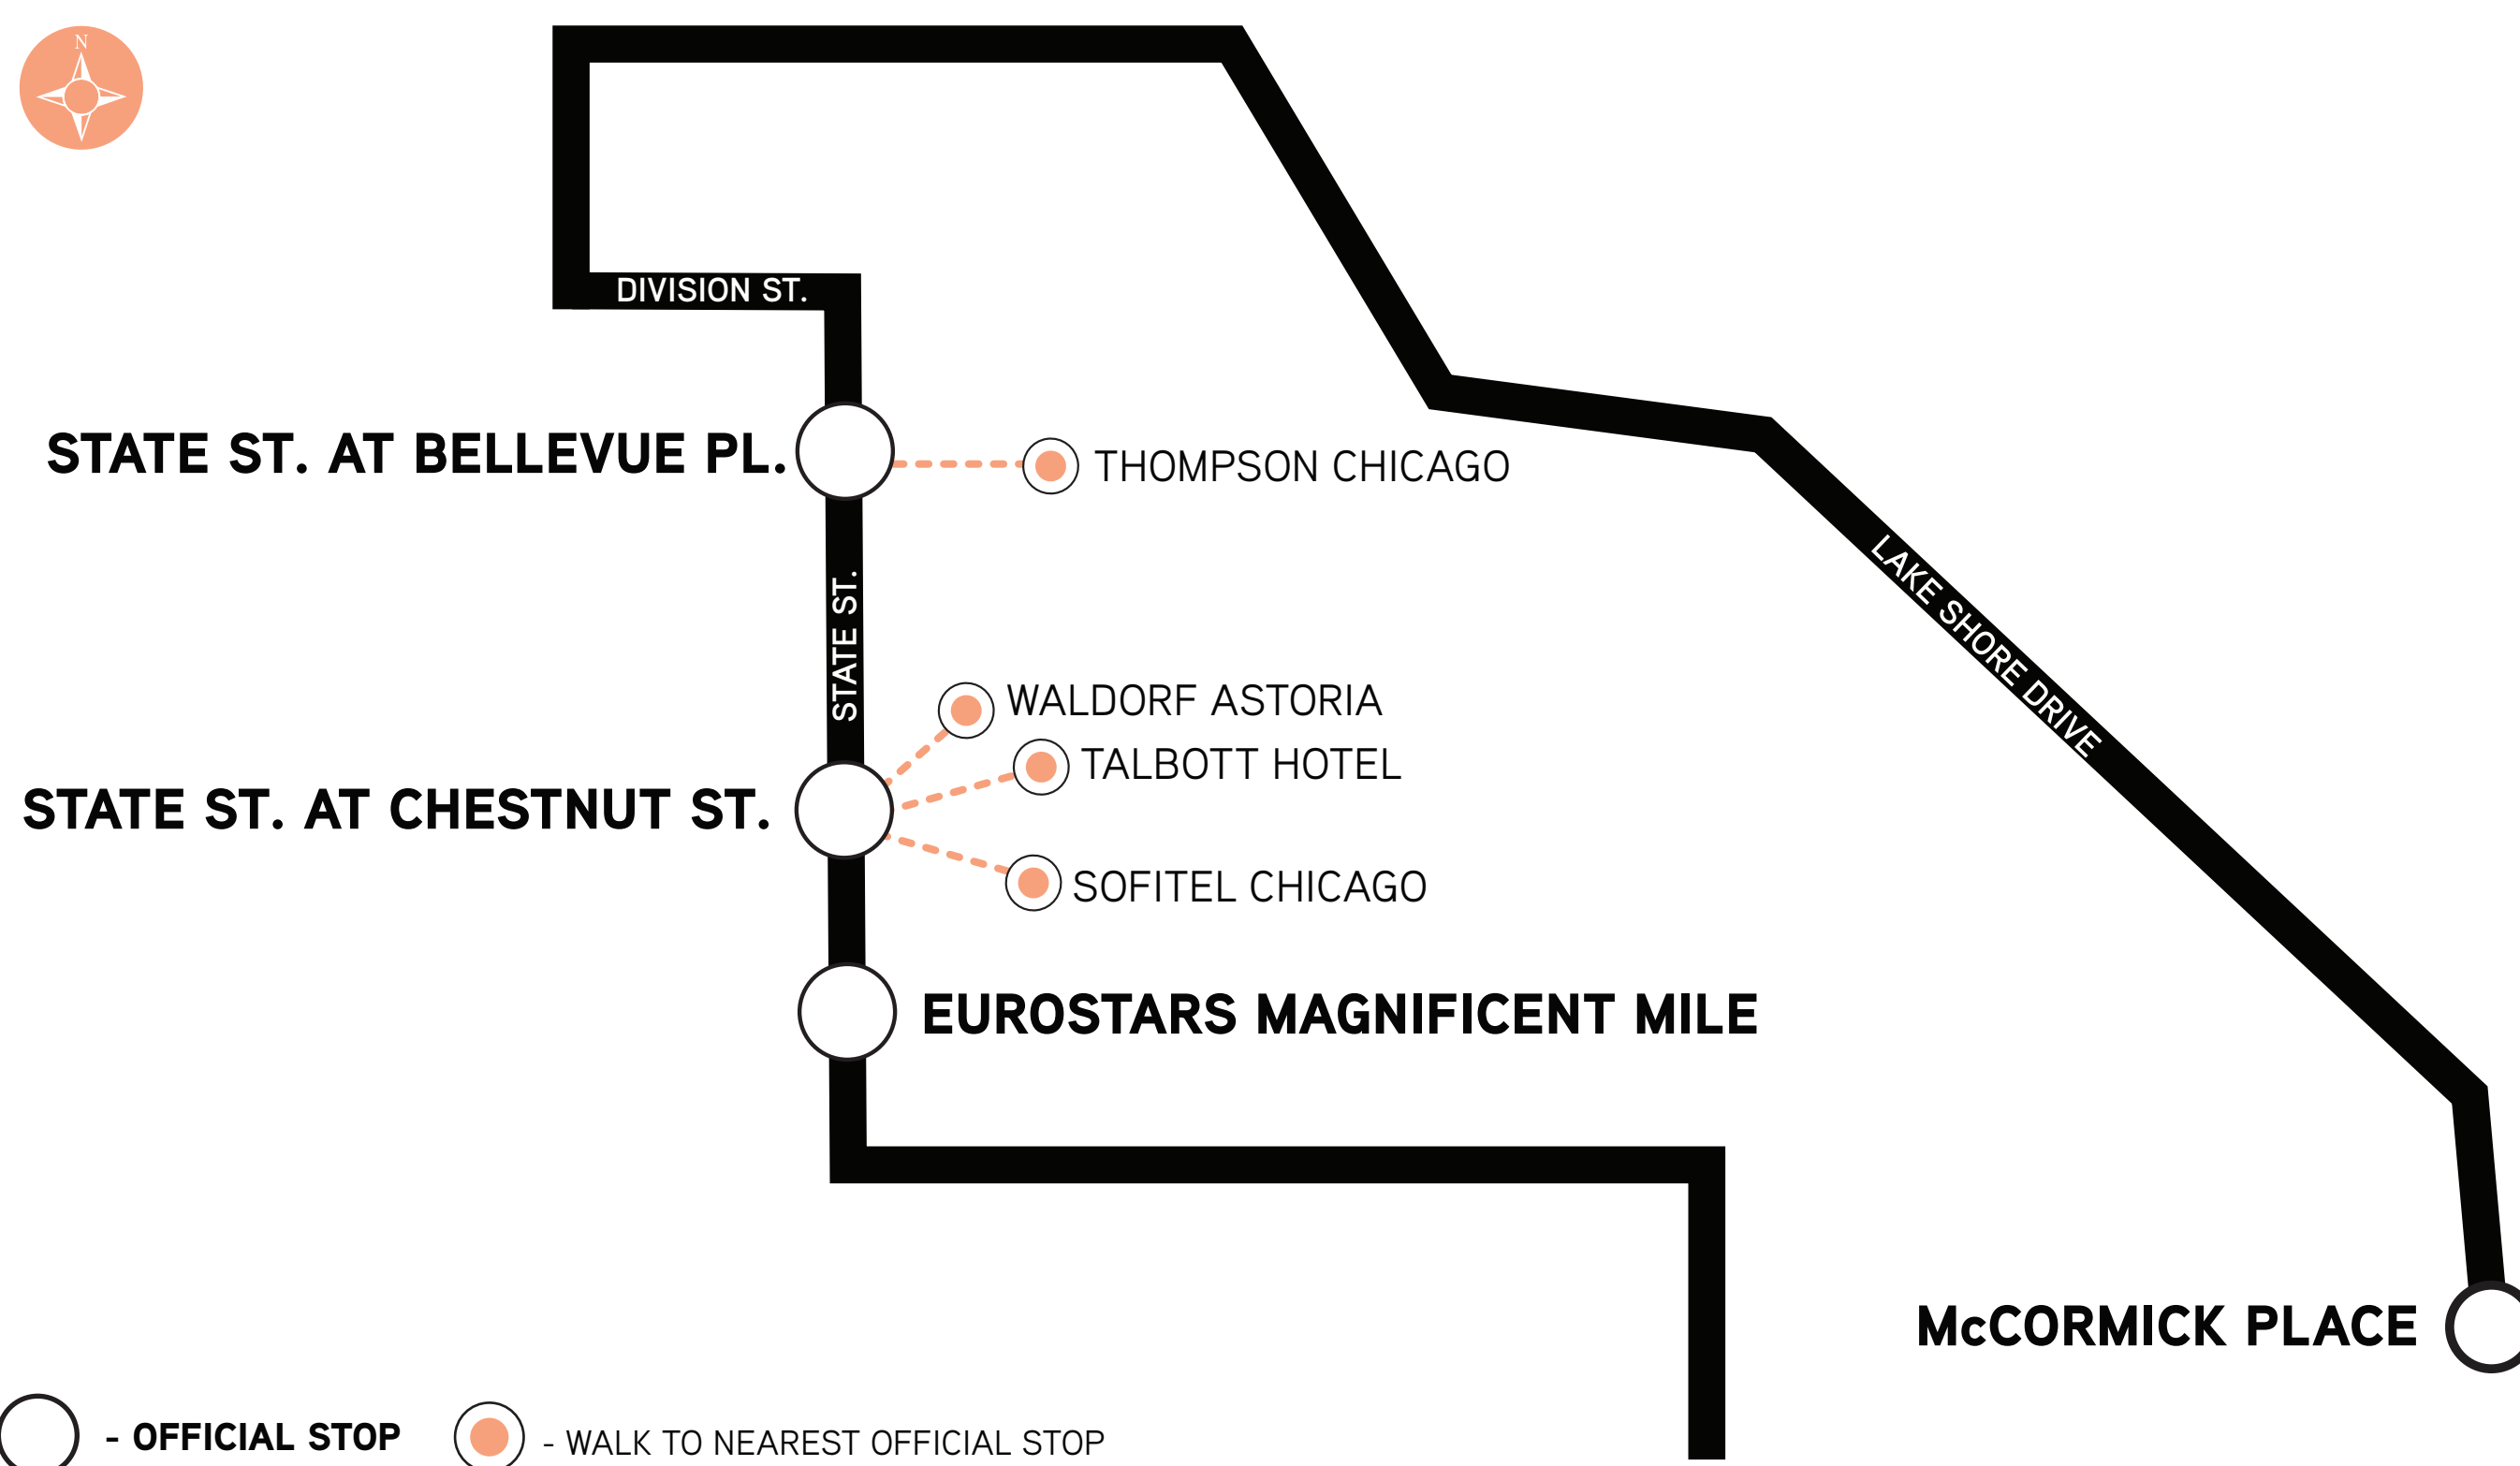 N
DIVISION ST.
STATE ST. AT BELLEVUE PL.
THOMPSON CHICAGO
LAKE SHORE DRIVE
STATE ST.
WALDORF ASTORIA
TALBOTT HOTEL
STATE ST. AT CHESTNUT ST.
SOFITEL CHICAGO
EUROSTARS MAGNIFICENT MILE
McCORMICK PLACE
- OFFICIAL STOP
- WALK TO NEAREST OFFICIAL STOP